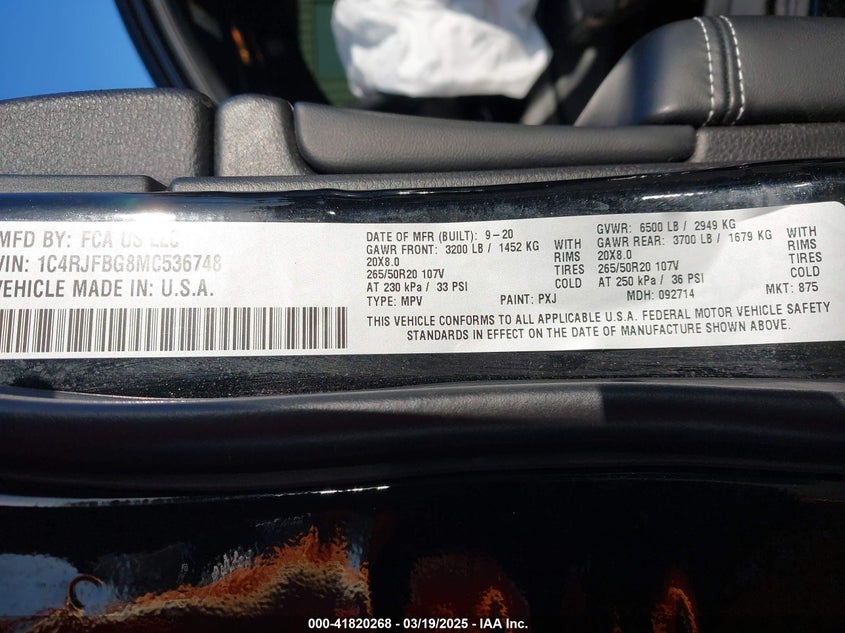 MFD BY: FCA US LLC
VIN: 1C4RJFBG8MC536748
VEHICLE MADE IN: U.S.A.
DATE OF MFR (BUILT): 9-20
GAWR FRONT: 3200 LB / 1452 KG WITH
20X8.0 RIMS
265/50R20 107V TIRES
AT 230 kPa / 33 PSI COLD
TYPE: MPV PAINT: PXJ
GVWR: 6500 LB / 2949 KG
GAWR REAR: 3700 LB / 1679 KG WITH
20X8.0 RIMS
265/50R20 107V TIRES
AT 250 kPa / 36 PSI COLD
MDH: 092714 MKT: 875
THIS VEHICLE CONFORMS TO ALL APPLICABLE U.S.A. FEDERAL MOTOR VEHICLE SAFETY
STANDARDS IN EFFECT ON THE DATE OF MANUFACTURE SHOWN ABOVE.
000-41820268 - 03/19/2025 - IAA Inc.